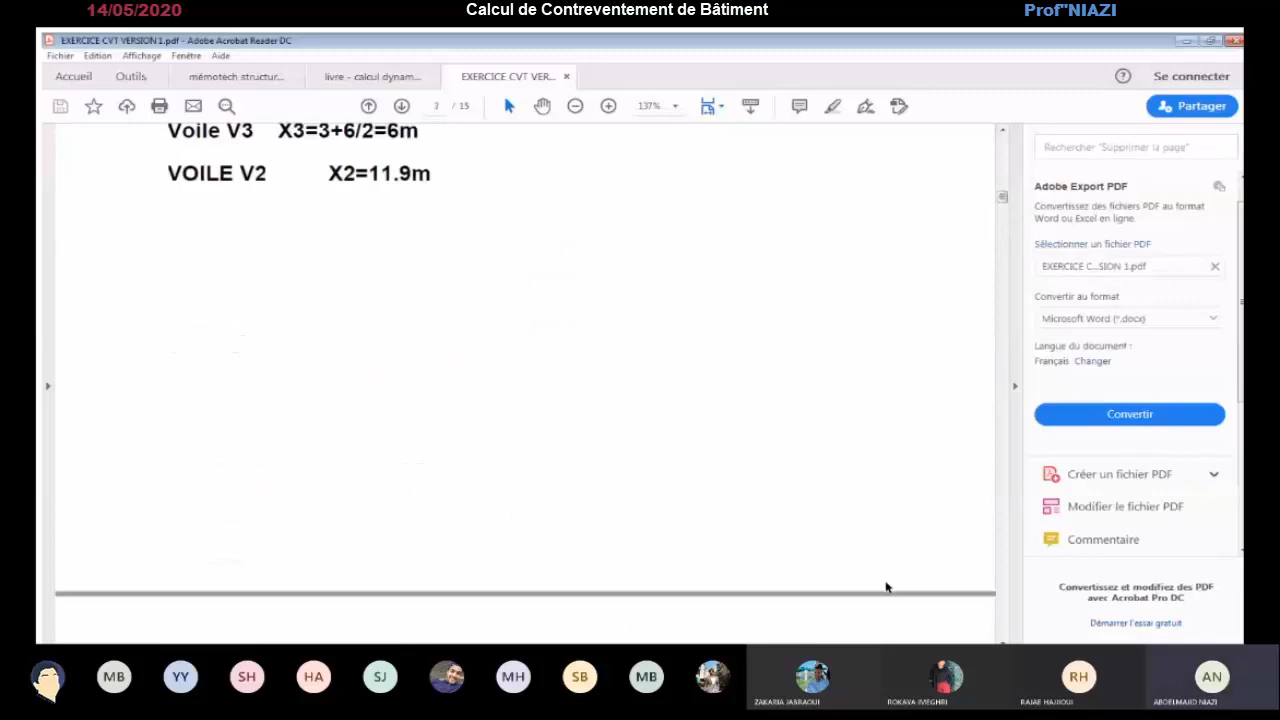 14/05/2020
Calcul de Contreventement de Bâtiment
Prof"NIAZI
EXERCICE CVT VERSION 1.pdf - Adobe Acrobat Reader DC
Fichier Edition Affichage Fenêtre Aide
Accueil Outils mémotech structur... livre - calcul dynam... EXERCICE CVT VER... ×
Se connecter
3 / 15 137% Partager
Voile V3 X3=3+6/2=6m
VOILE V2 X2=11.9m
Rechercher "Supprimer la page"
Adobe Export PDF
Convertissez des fichiers PDF au format
Word ou Excel en ligne.
Sélectionner un fichier PDF
EXERCICE C...SION 1.pdf
Convertir au format
Microsoft Word (*.docx)
Langue du document :
Français Changer
Convertir
Créer un fichier PDF
Modifier le fichier PDF
Commentaire
Convertissez et modifiez des PDF
avec Acrobat Pro DC
Démarrer l'essai gratuit
MB YY SH HA SJ MH SB MB RH AN
ZAKARIA JABRAOUI ROKAYA IMEGHRI RAJAE HAJJIOUI ABDELMAJID NIAZI